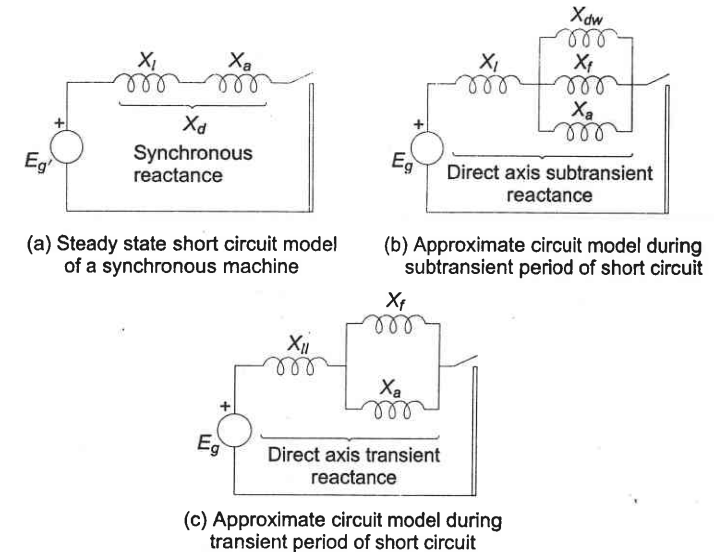 X_l
X_a
+
E_g'
X_d
Synchronous
reactance
(a) Steady state short circuit model
of a synchronous machine
X_dw
X_l
X_f
X_a
+
E_g
Direct axis subtransient
reactance
(b) Approximate circuit model during
subtransient period of short circuit
X_f
X_ll
X_a
+
E_g
Direct axis transient
reactance
(c) Approximate circuit model during
transient period of short circuit